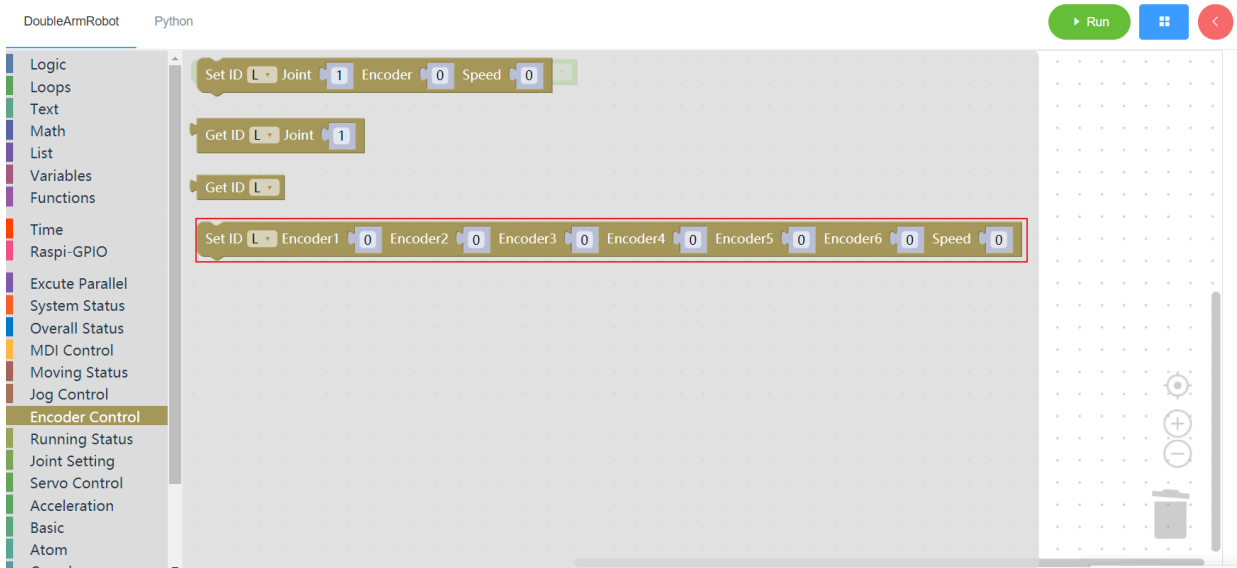 DoubleArmRobot Python Run
Logic
Loops
Text
Math
List
Variables
Functions
Time
Raspi-GPIO
Excute Parallel
System Status
Overall Status
MDI Control
Moving Status
Jog Control
Encoder Control
Running Status
Joint Setting
Servo Control
Acceleration
Basic
Atom
Set ID L Joint 1 Encoder 0 Speed 0
Get ID L Joint 1
Get ID L
Set ID L Encoder1 0 Encoder2 0 Encoder3 0 Encoder4 0 Encoder5 0 Encoder6 0 Speed 0